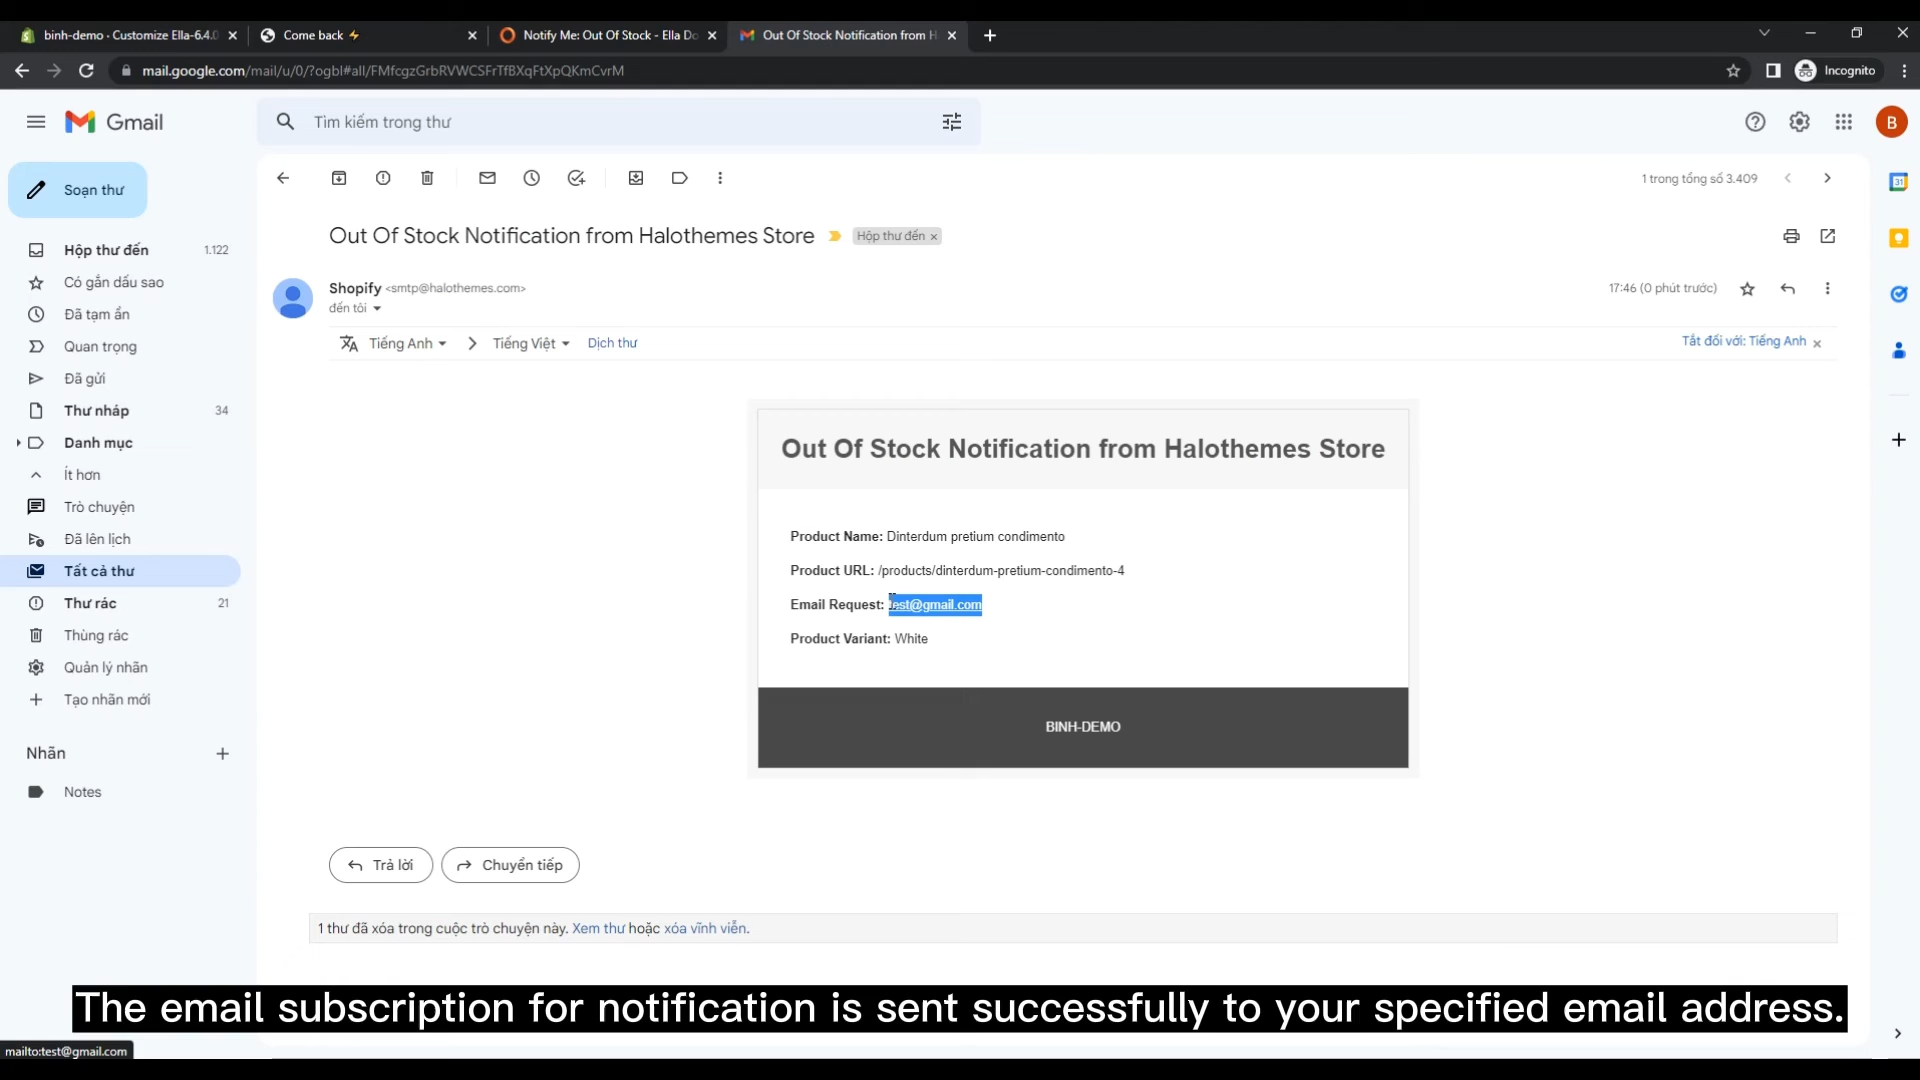 binh-demo · Customize Ella-6.4.0
Come back ⚡
Notify Me: Out Of Stock - Ella Do
Out Of Stock Notification from H
mail.google.com/mail/u/0/?ogbl#all/FMfcgzGrbRVWCSFrTfBXqFtXpQKmCvrM
Incognito
Gmail
Tìm kiếm trong thư
B
Soạn thư
1 trong tổng số 3.409
31
Out Of Stock Notification from Halothemes Store
Hộp thư đến ×
Hộp thư đến 1.122
Có gắn dấu sao
Đã tạm ẩn
Quan trọng
Đã gửi
Thư nháp 34
Danh mục
Ít hơn
Trò chuyện
Đã lên lịch
Tất cả thư
Thư rác 21
Thùng rác
Quản lý nhãn
Tạo nhãn mới
Nhãn
Notes
Shopify <smtp@halothemes.com>
17:46 (0 phút trước)
đến tôi
Tiếng Anh > Tiếng Việt Dịch thư
Tắt đối với: Tiếng Anh ×
Out Of Stock Notification from Halothemes Store
Product Name: Dinterdum pretium condimento
Product URL: /products/dinterdum-pretium-condimento-4
Email Request: test@gmail.com
Product Variant: White
BINH-DEMO
Trả lời
Chuyển tiếp
1 thư đã xóa trong cuộc trò chuyện này. Xem thư hoặc xóa vĩnh viễn.
The email subscription for notification is sent successfully to your specified email address.
mailto:test@gmail.com